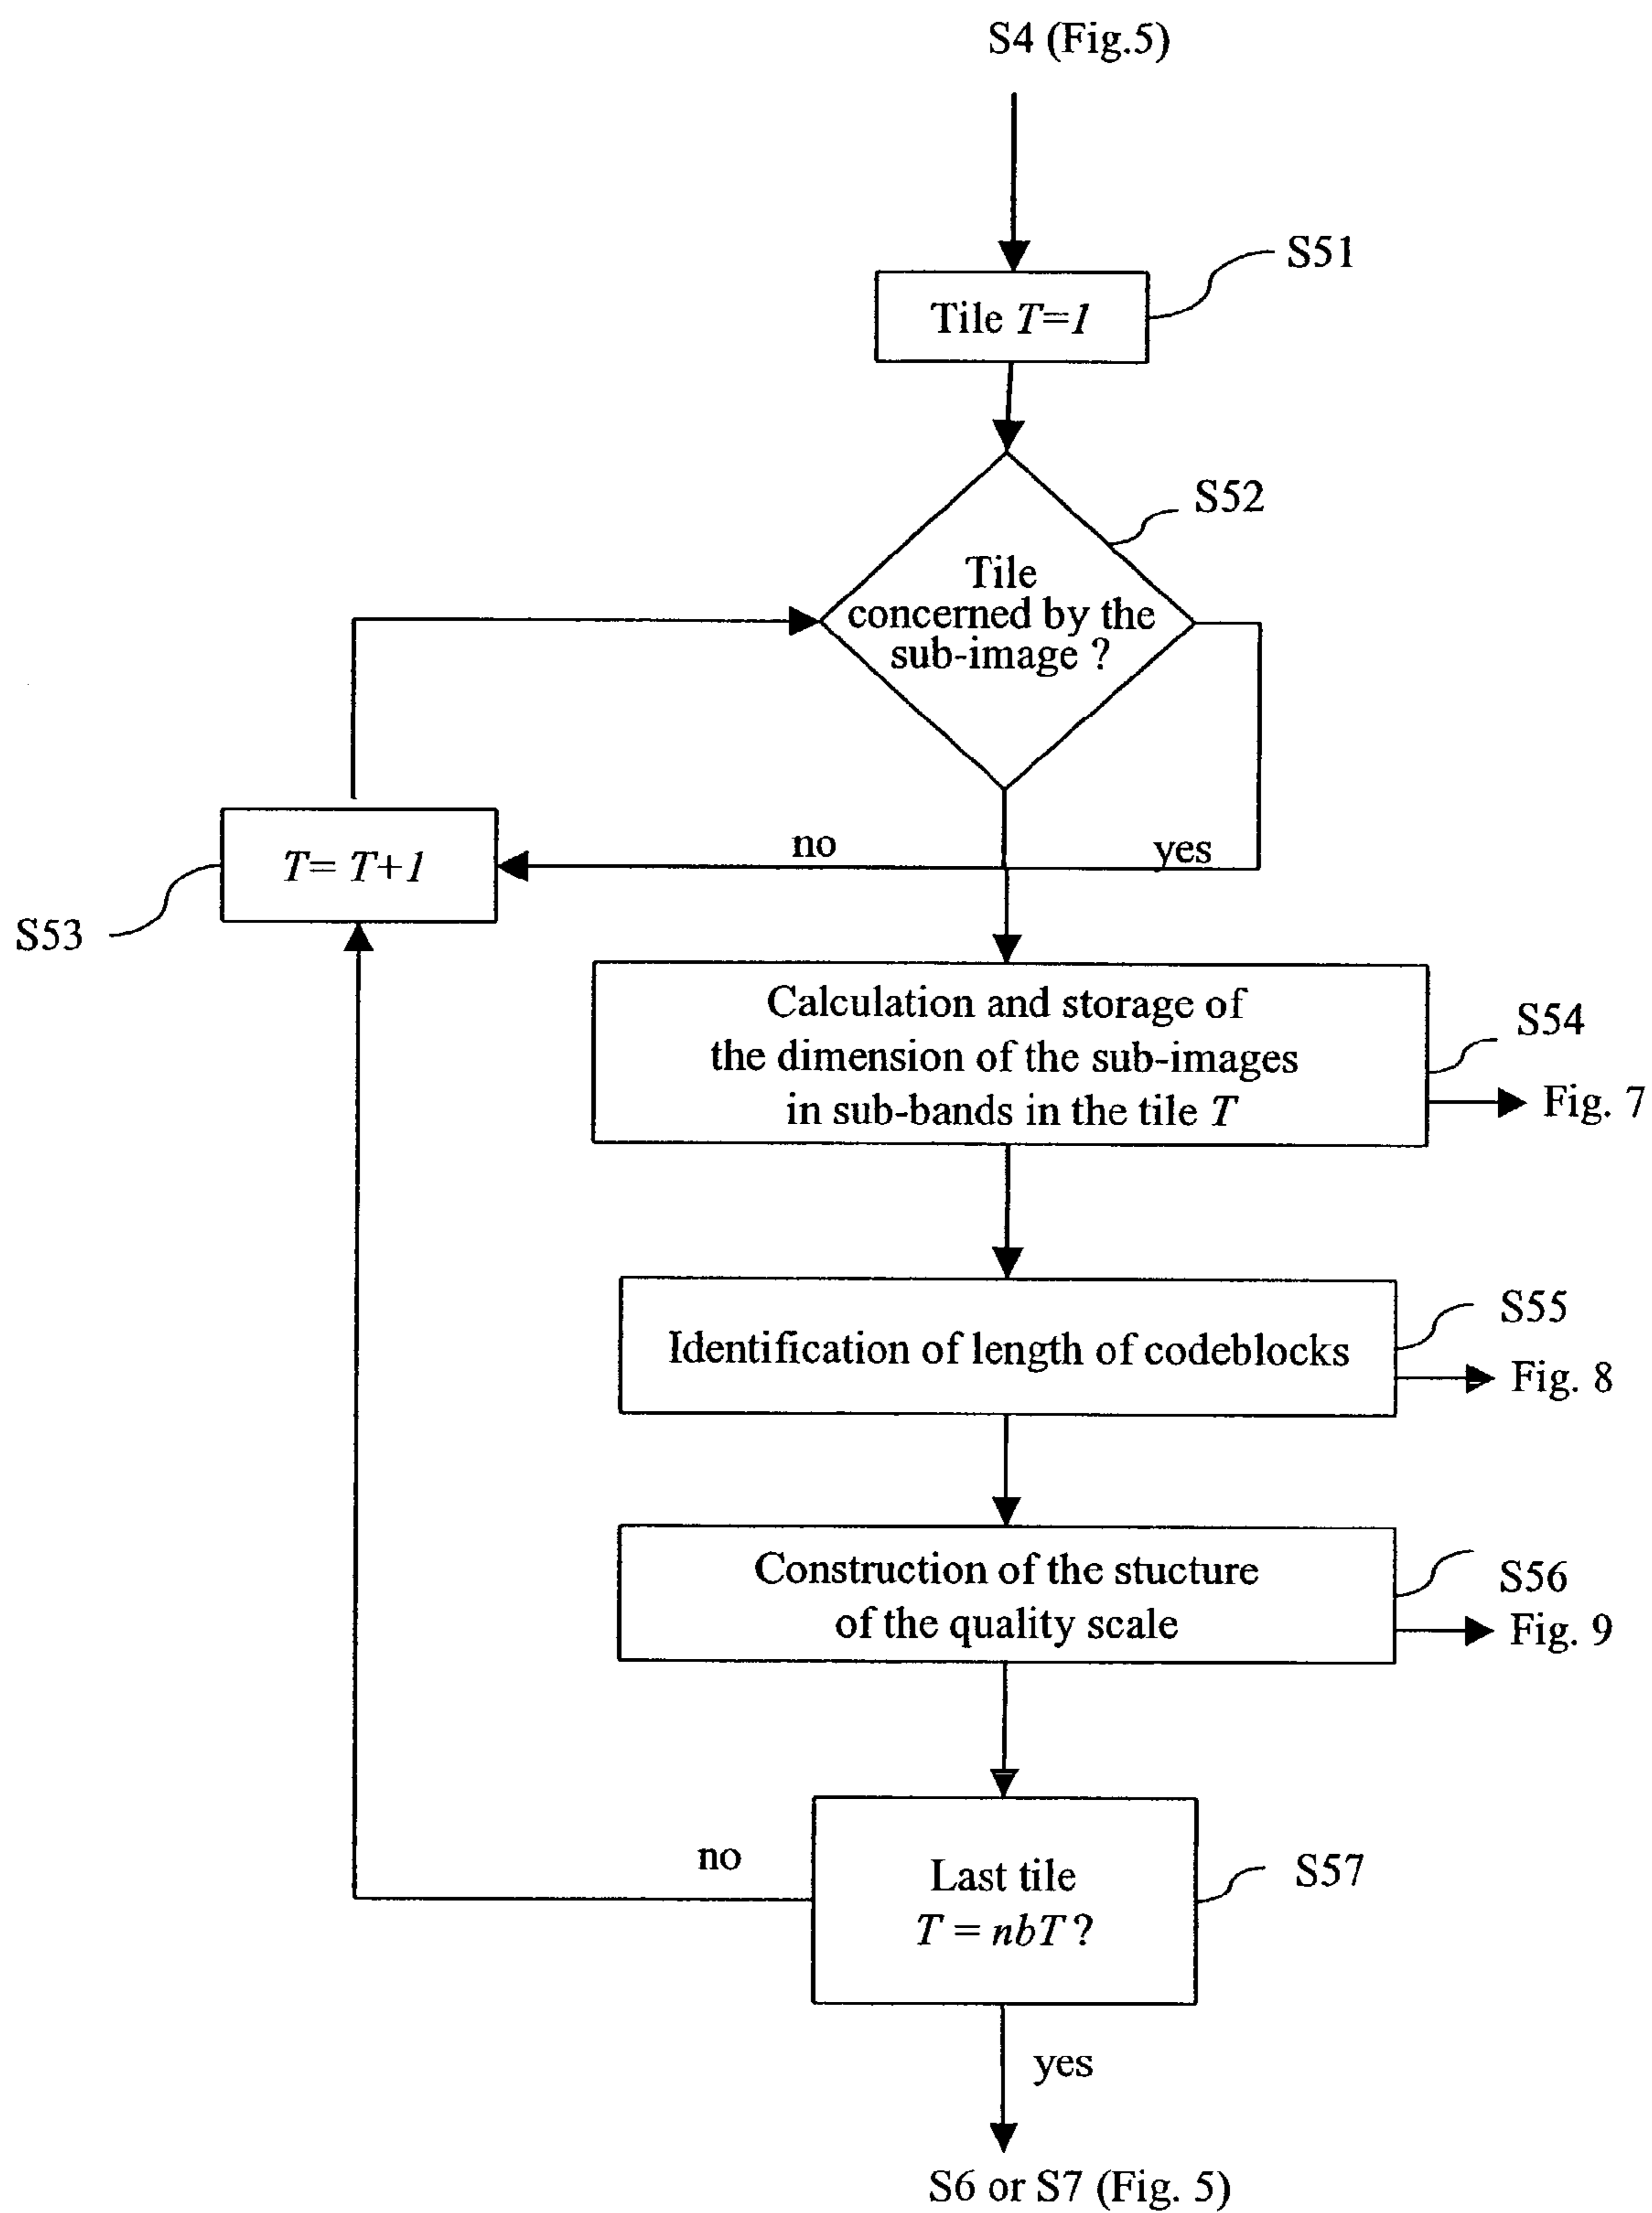 S4 (Fig.5)
S51
Tile T=1
S52
Tile
concerned by the
sub-image ?
no
yes
T= T+1
S53
Calculation and storage of
the dimension of the sub-images
in sub-bands in the tile T
S54
Fig. 7
Identification of length of codeblocks
S55
Fig. 8
Construction of the stucture
of the quality scale
S56
Fig. 9
no
Last tile
T = nbT ?
S57
yes
S6 or S7 (Fig. 5)